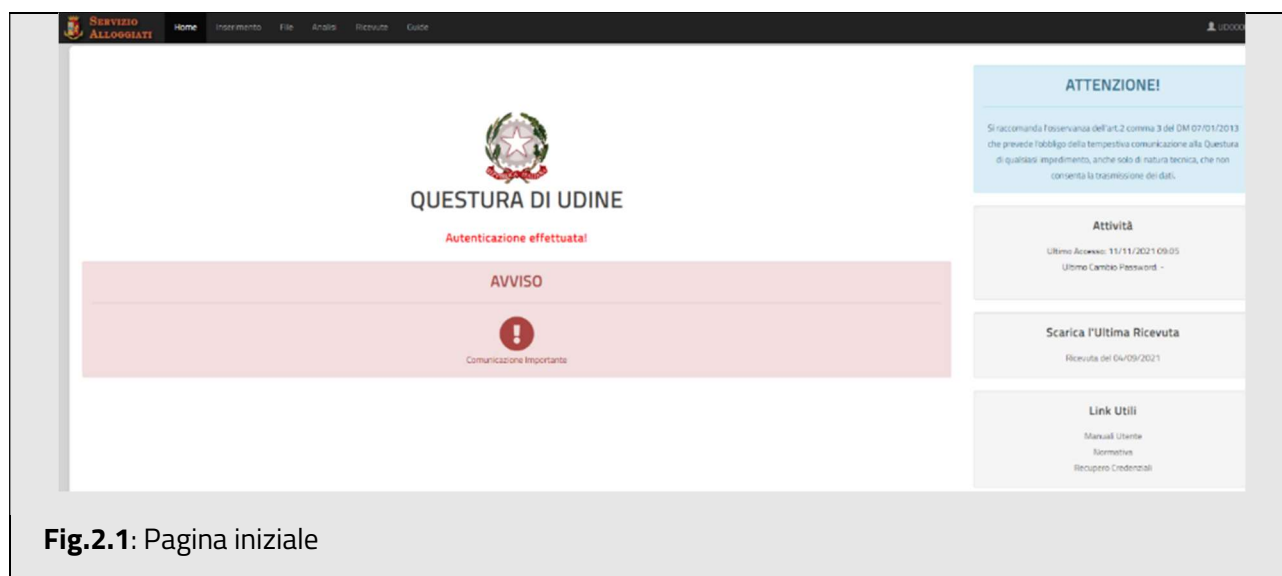 SERVIZIO
ALLOGGIATI
Home Inserimento File Analisi Ricevute Guide
QUESTURA DI UDINE
Autenticazione effettuata!
AVVISO
Comunicazione Importante
ATTENZIONE!
Si raccomanda l'osservanza dell'art.2 comma 3 del DM 07/01/2013
che prevede l'obbligo della tempestiva comunicazione alla Questura
di qualsiasi impedimento, anche solo di natura tecnica, che non
consenta la trasmissione dei dati.
Attività
Ultimo Accesso: 11/11/2021 09:05
Ultimo Cambio Password: -
Scarica l'Ultima Ricevuta
Ricevuta del 04/09/2021
Link Utili
Manuali Utente
Normativa
Recupero Credenziali
Fig.2.1: Pagina iniziale